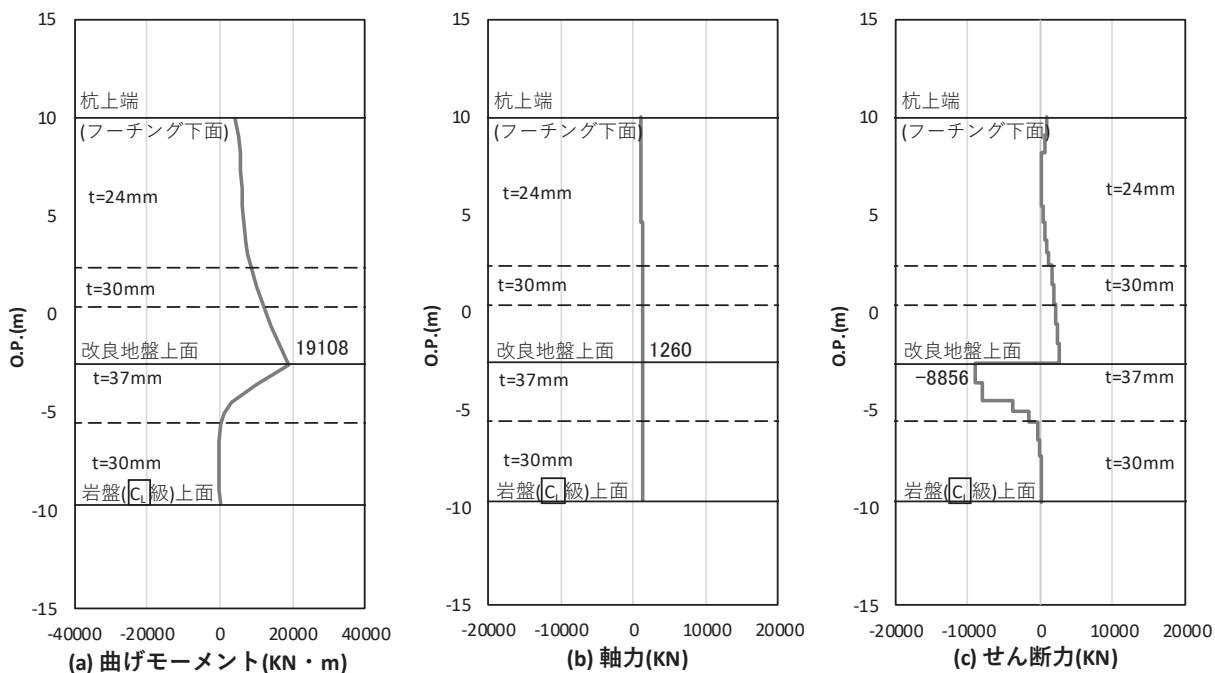 15
10
5
0
-5
-10
-15
O.P.(m)
杭上端
(フーチング下面)
t=24mm
t=30mm
改良地盤上面
19108
t=37mm
t=30mm
岩盤(CL級)上面
-40000 -20000 0 20000 40000
(a) 曲げモーメント(KN・m)
15
10
5
0
-5
-10
-15
O.P.(m)
杭上端
(フーチング下面)
t=24mm
t=30mm
改良地盤上面
1260
t=37mm
t=30mm
岩盤(CL級)上面
-20000 -10000 0 10000 20000
(b) 軸力(KN)
15
10
5
0
-5
-10
-15
O.P.(m)
杭上端
(フーチング下面)
t=24mm
t=30mm
改良地盤上面
-8856
t=37mm
t=30mm
岩盤(CL級)上面
-20000 -10000 0 10000 20000
(c) せん断力(KN)